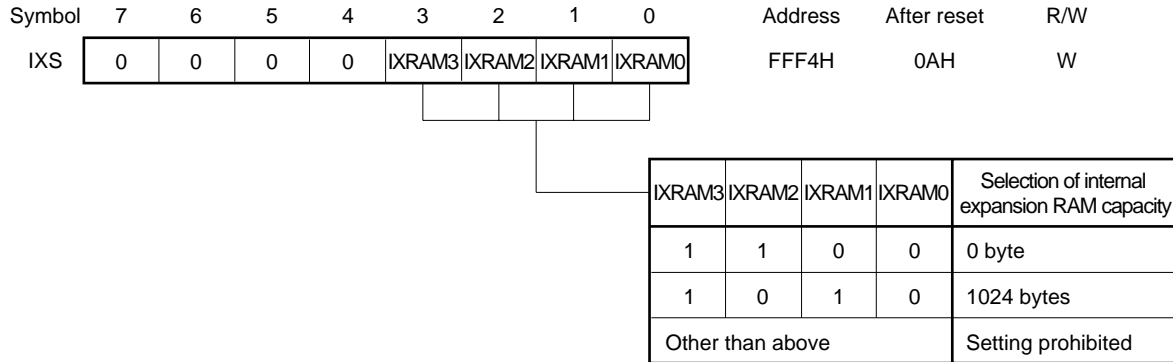 Symbol 7 6 5 4 3 2 1 0 Address After reset R/W
IXS 0 0 0 0 IXRAM3 IXRAM2 IXRAM1 IXRAM0 FFF4H 0AH W
IXRAM3 IXRAM2 IXRAM1 IXRAM0 Selection of internal
expansion RAM capacity
1 1 0 0 0 byte
1 0 1 0 1024 bytes
Other than above Setting prohibited